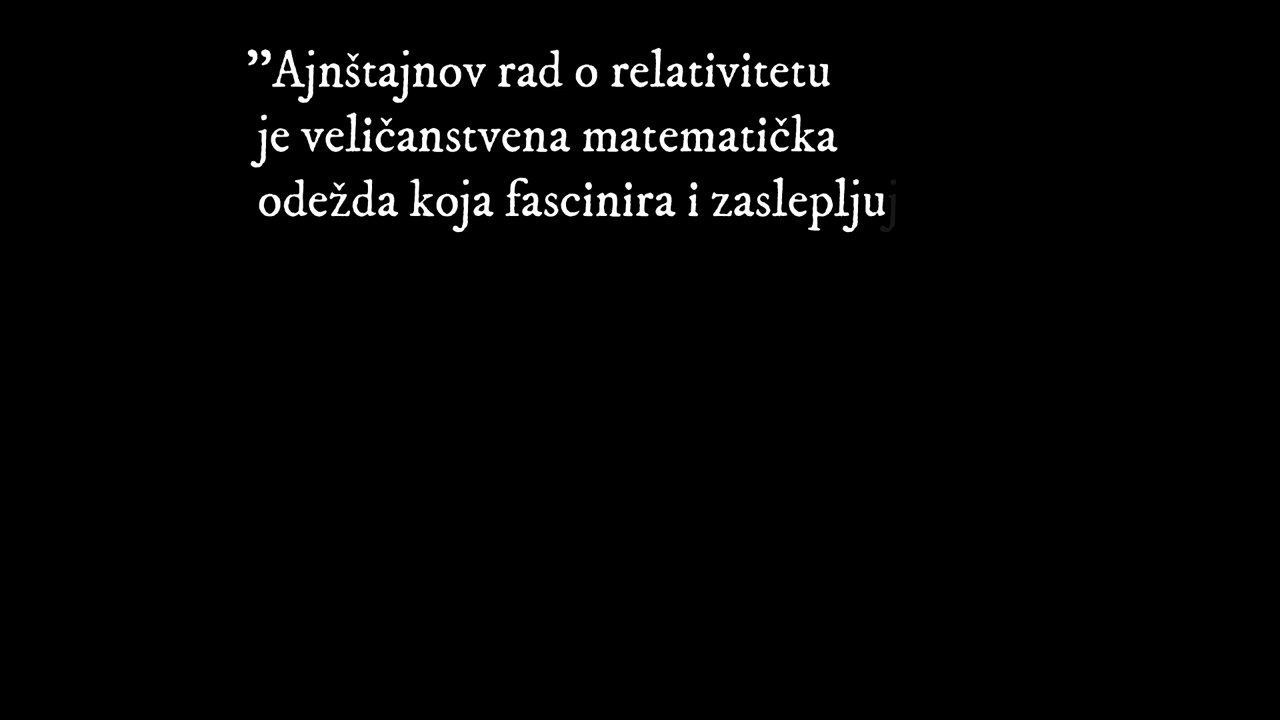 ”Ajnštajnov rad o relativitetu
je veličanstvena matematička
odežda koja fascinira i zaslepljuj